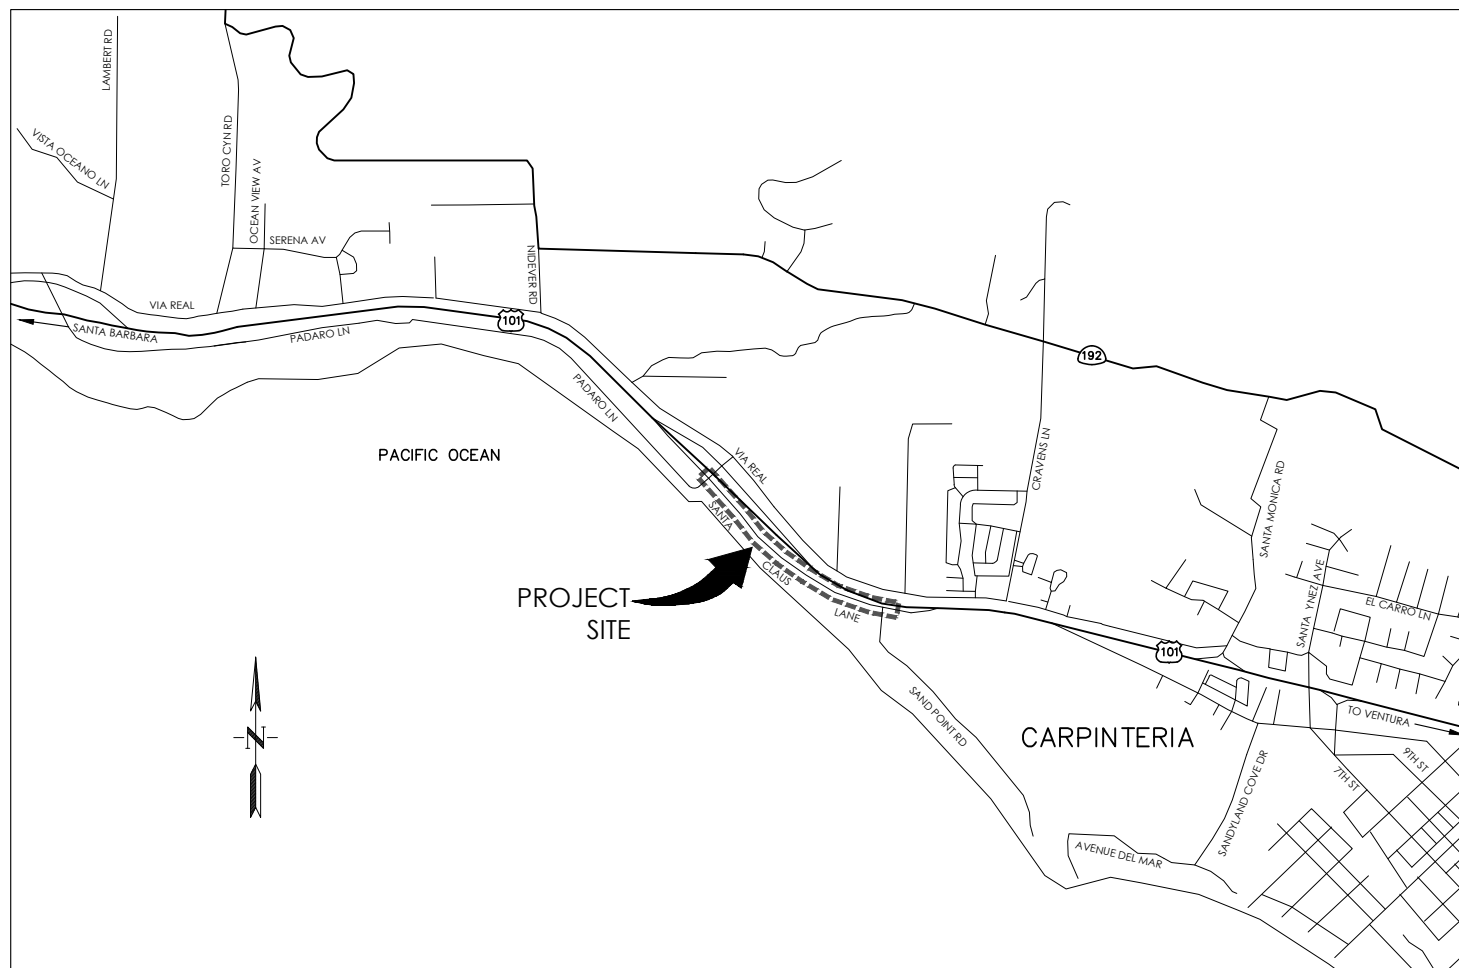 LAMBERT RD
VISTA OCEANO LN
TORO CYN RD
OCEAN VIEW AV
SERENA AV
NIDEVER RD
VIA REAL
SANTA BARBARA
PADARO LN
101
192
PADARO LN
PACIFIC OCEAN
VIA REAL
CRAVENS LN
SANTA MONICA RD
SANTA
CLAUS
LANE
PROJECT
SITE
SANTA YNEZ AVE
EL CARRO LN
101
SAND POINT RD
CARPINTERIA
TO VENTURA
N
SANDYLAND COVE DR
7TH ST
9TH ST
AVENUE DEL MAR